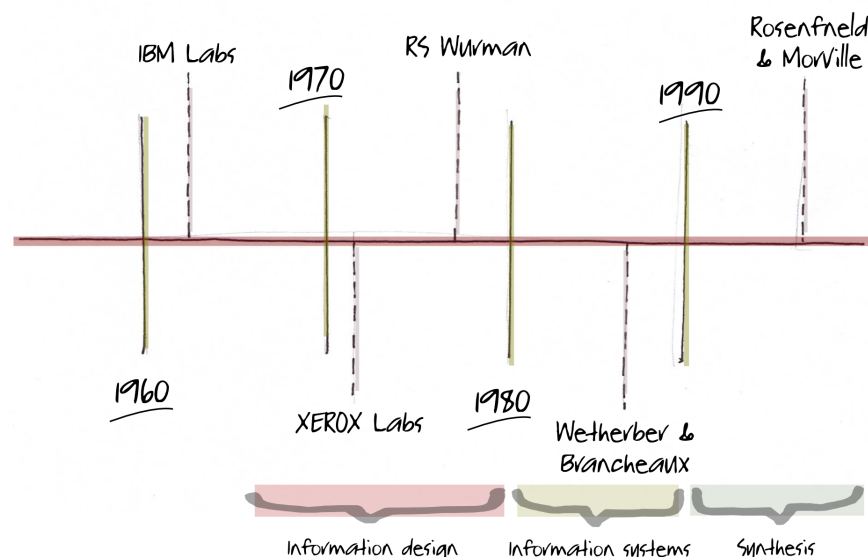 Rosenfneld
& Morville
IBM Labs
RS Wurman
1970
1990
1960
XEROX Labs
1980
Wetherber &
Brancheaux
Information design
Information systems
Synthesis